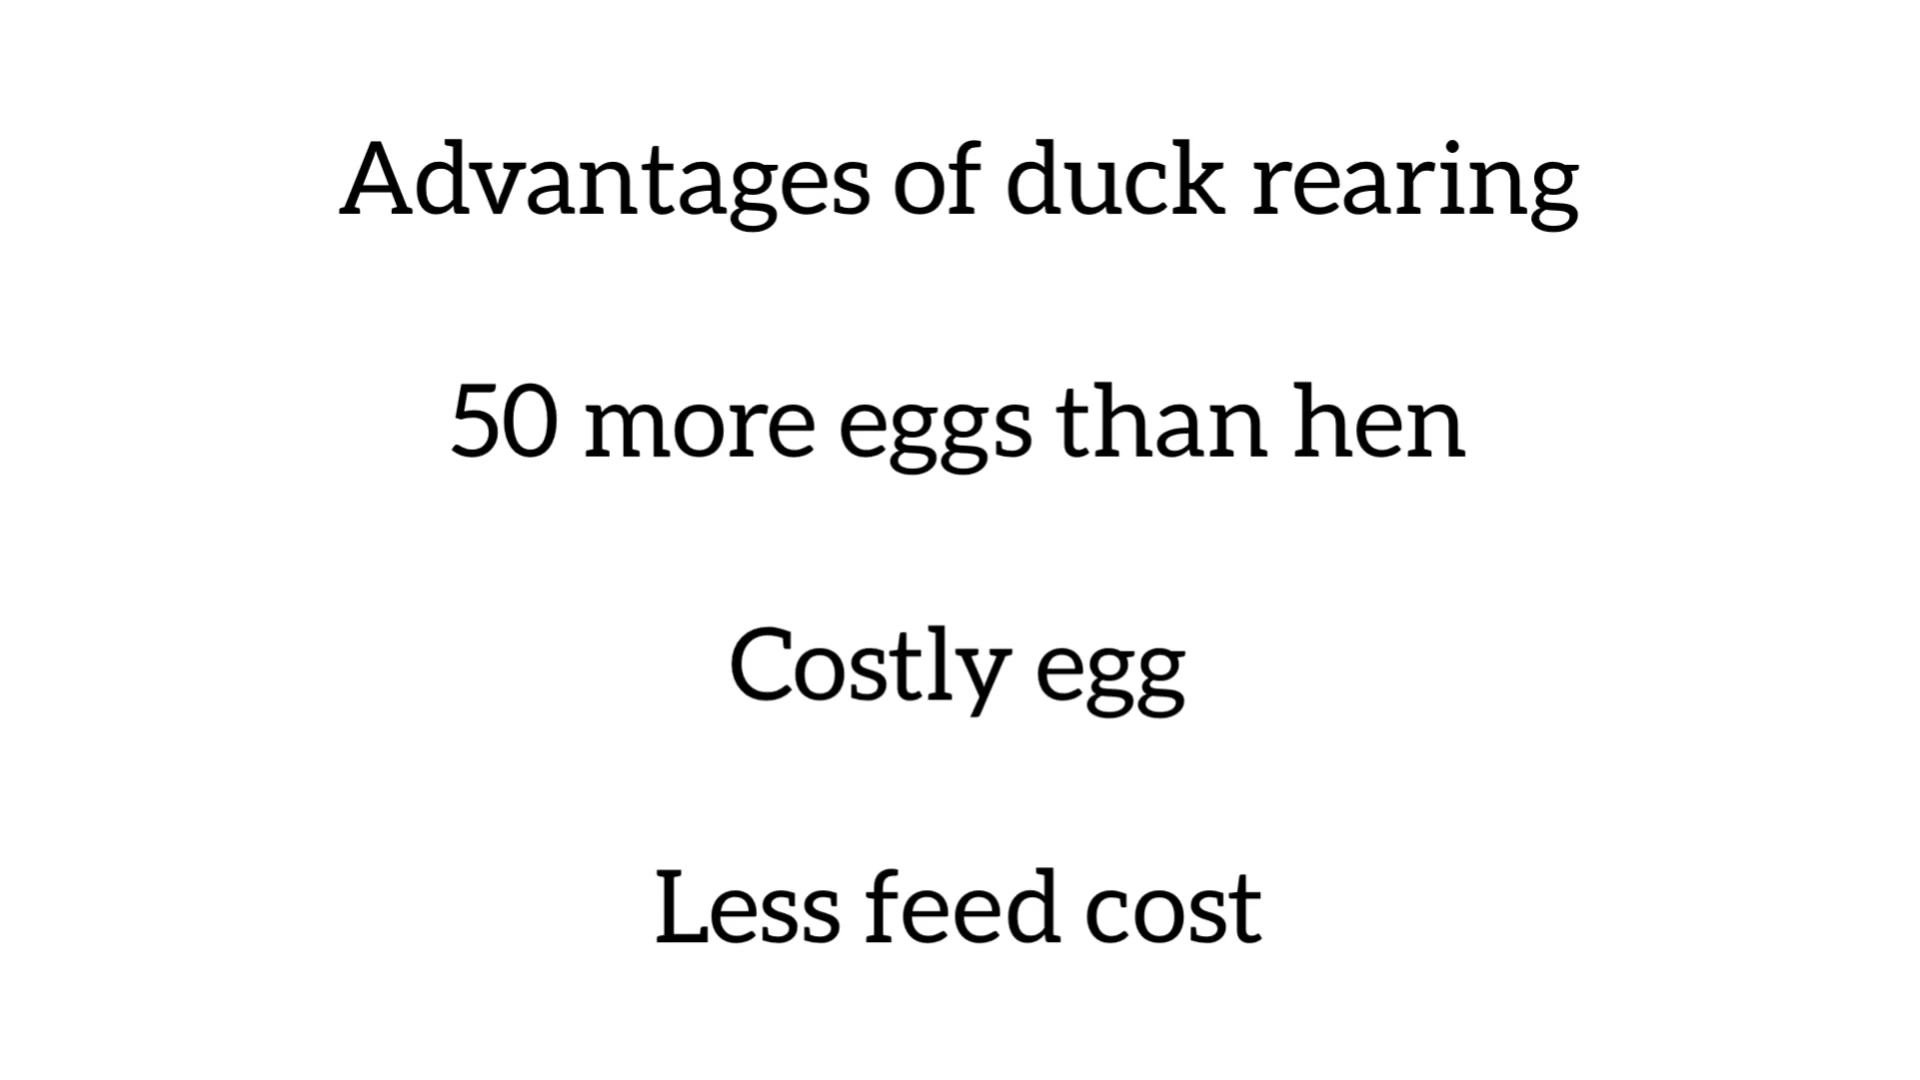 Advantages of duck rearing
50 more eggs than hen
Costly egg
Less feed cost